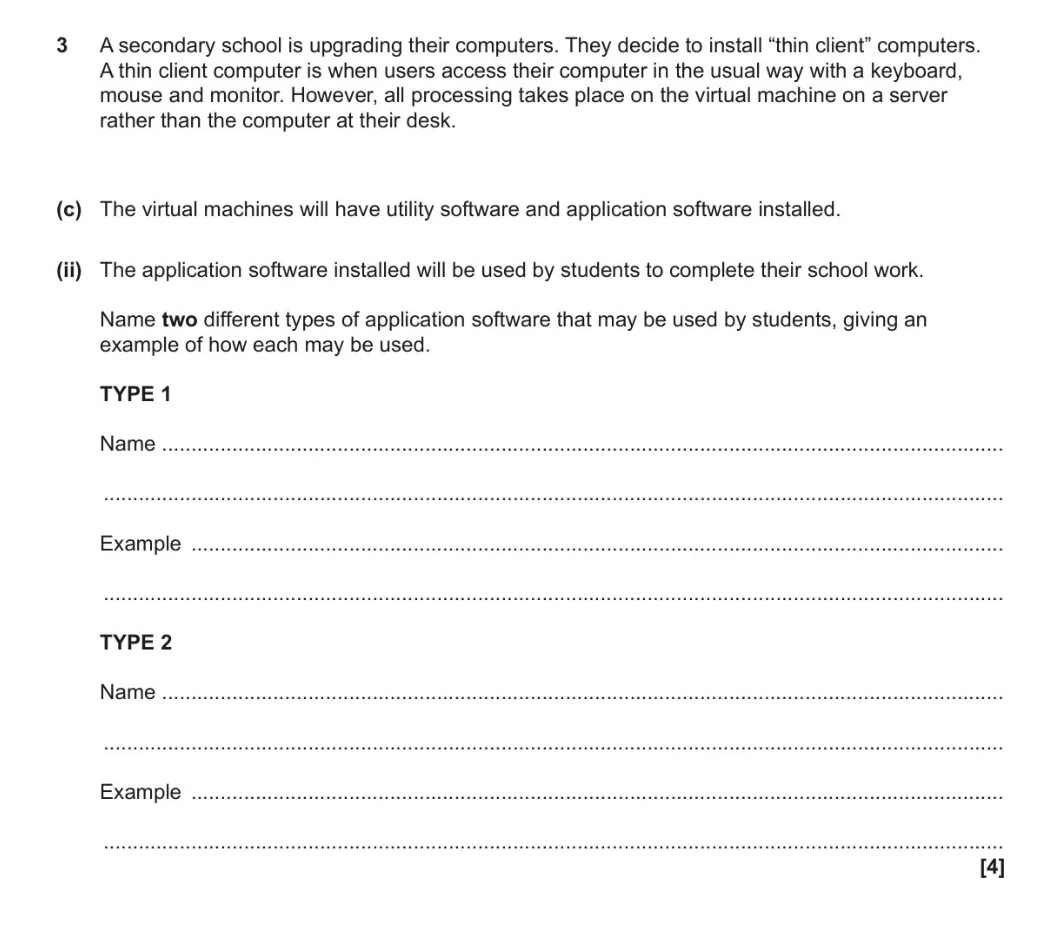 3 A secondary school is upgrading their computers. They decide to install “thin client” computers.
A thin client computer is when users access their computer in the usual way with a keyboard,
mouse and monitor. However, all processing takes place on the virtual machine on a server
rather than the computer at their desk.
(c) The virtual machines will have utility software and application software installed.
(ii) The application software installed will be used by students to complete their school work.
Name two different types of application software that may be used by students, giving an
example of how each may be used.
TYPE 1
Name ..........................................................................................
..........................................................................................
Example ..........................................................................................
..........................................................................................
TYPE 2
Name ..........................................................................................
..........................................................................................
Example ..........................................................................................
..........................................................................................
[4]